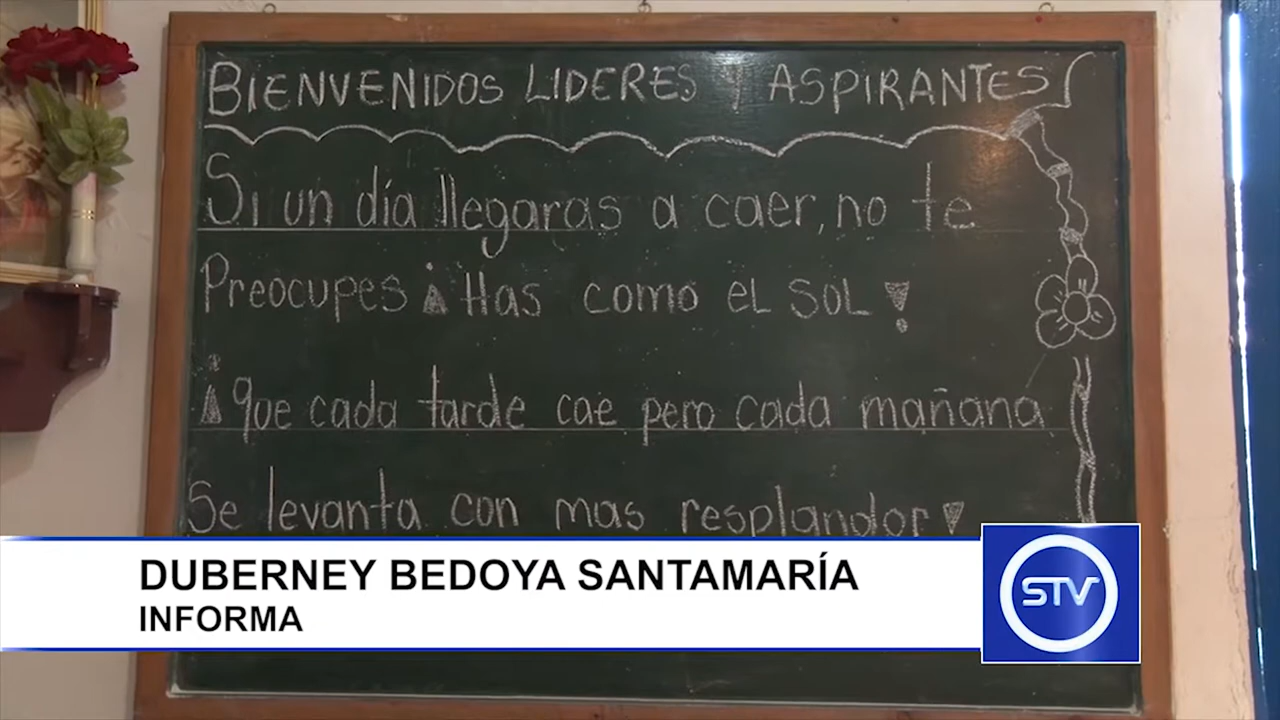 BIENVENIDOS LIDERES Y ASPIRANTES
Si un día llegaras a caer, no te
Preocupes ¡Has como el SOL!
¡que cada tarde cae pero cada mañana
Se levanta con mas resplandor!
DUBERNEY BEDOYA SANTAMARÍA
INFORMA
STV